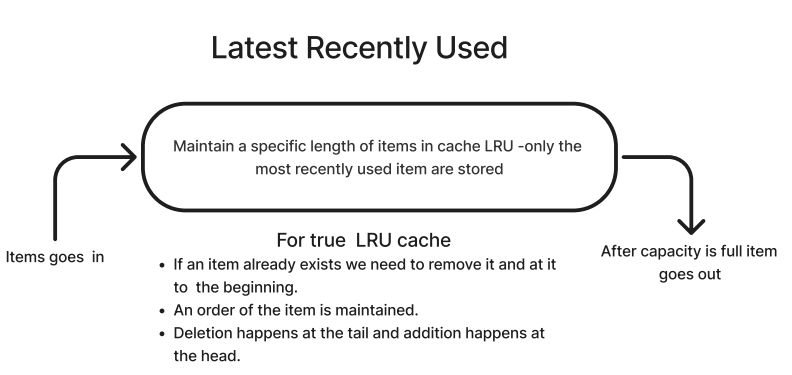 Latest Recently Used
Maintain a specific length of items in cache LRU -only the
most recently used item are stored
Items goes in
After capacity is full item
goes out
For true LRU cache
• If an item already exists we need to remove it and at it
to the beginning.
• An order of the item is maintained.
• Deletion happens at the tail and addition happens at
the head.